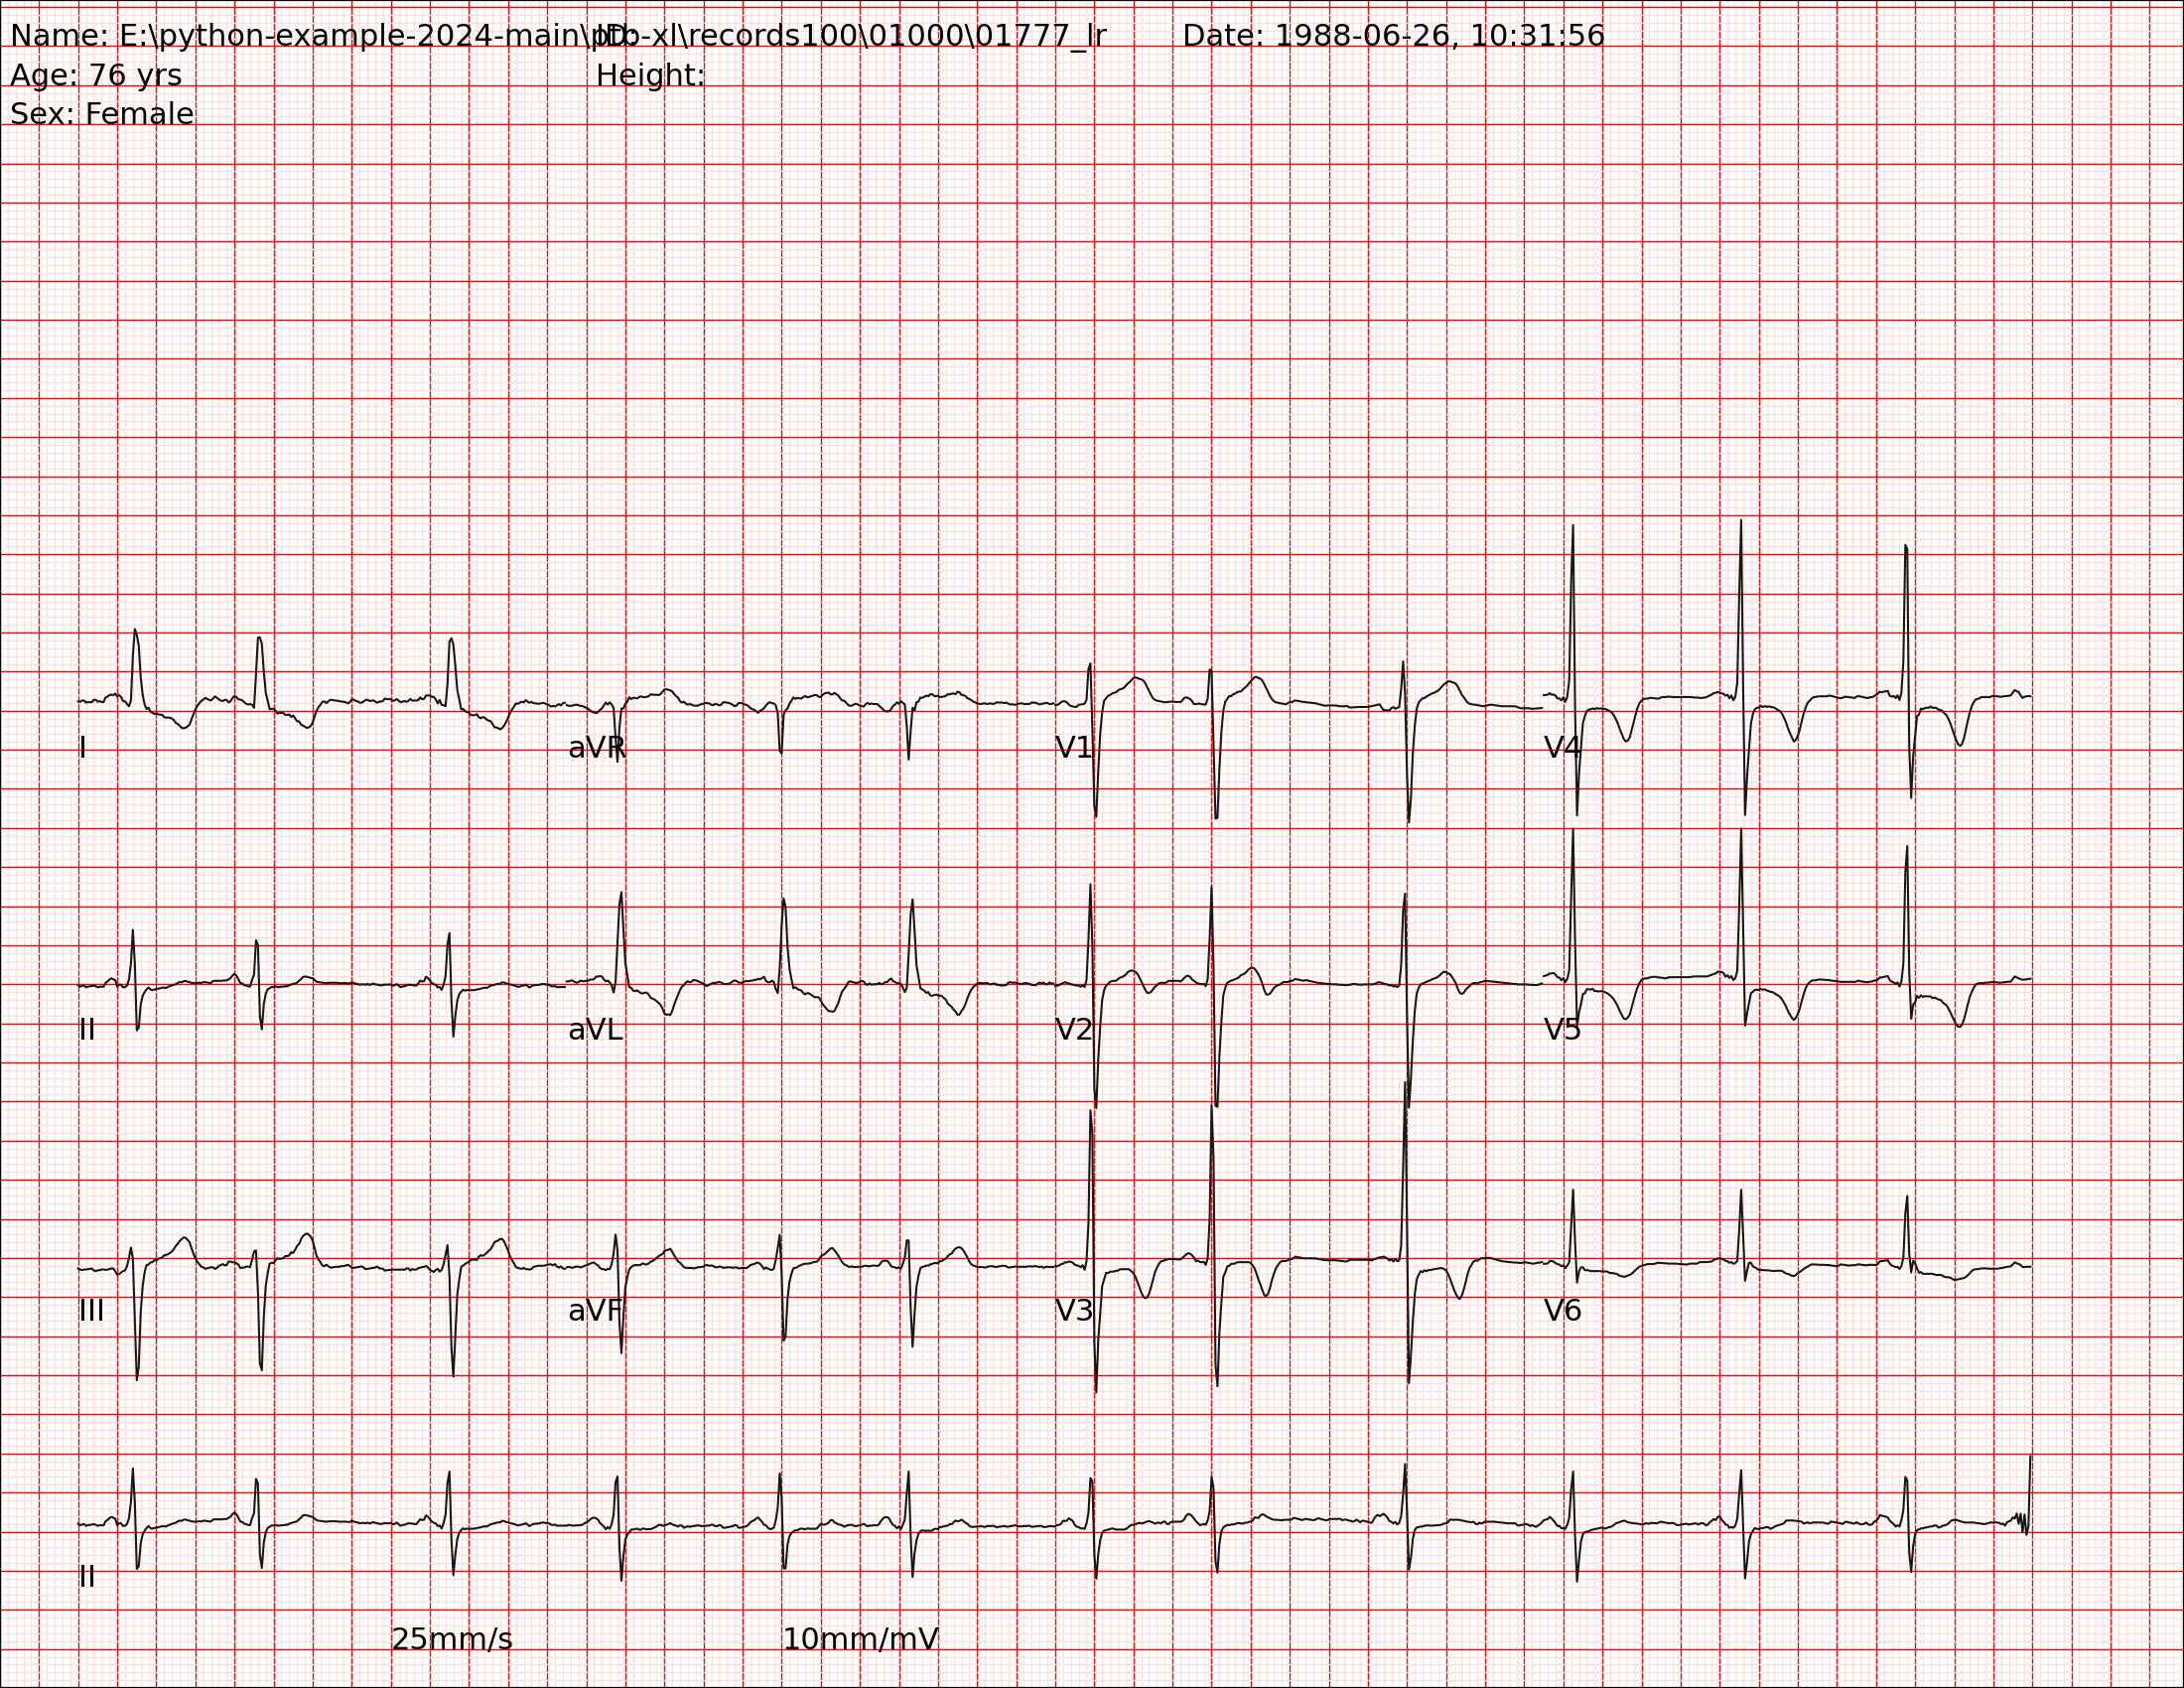 Name: E:\python-example-2024-main\ptb-xl\records100\01000\01777_lr ID: Date: 1988-06-26, 10:31:56
Age: 76 yrs Height:
Sex: Female
I aVR V1 V4
II aVL V2 V5
III aVF V3 V6
II
25mm/s 10mm/mV